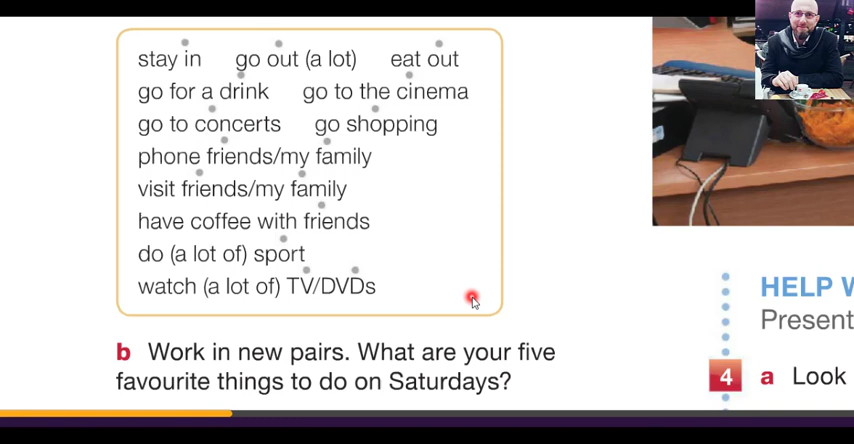 stay in go out (a lot) eat out
go for a drink go to the cinema
go to concerts go shopping
phone friends/my family
visit friends/my family
have coffee with friends
do (a lot of) sport
watch (a lot of) TV/DVDs
b Work in new pairs. What are your five
favourite things to do on Saturdays?
HELP W
Present
4 a Look